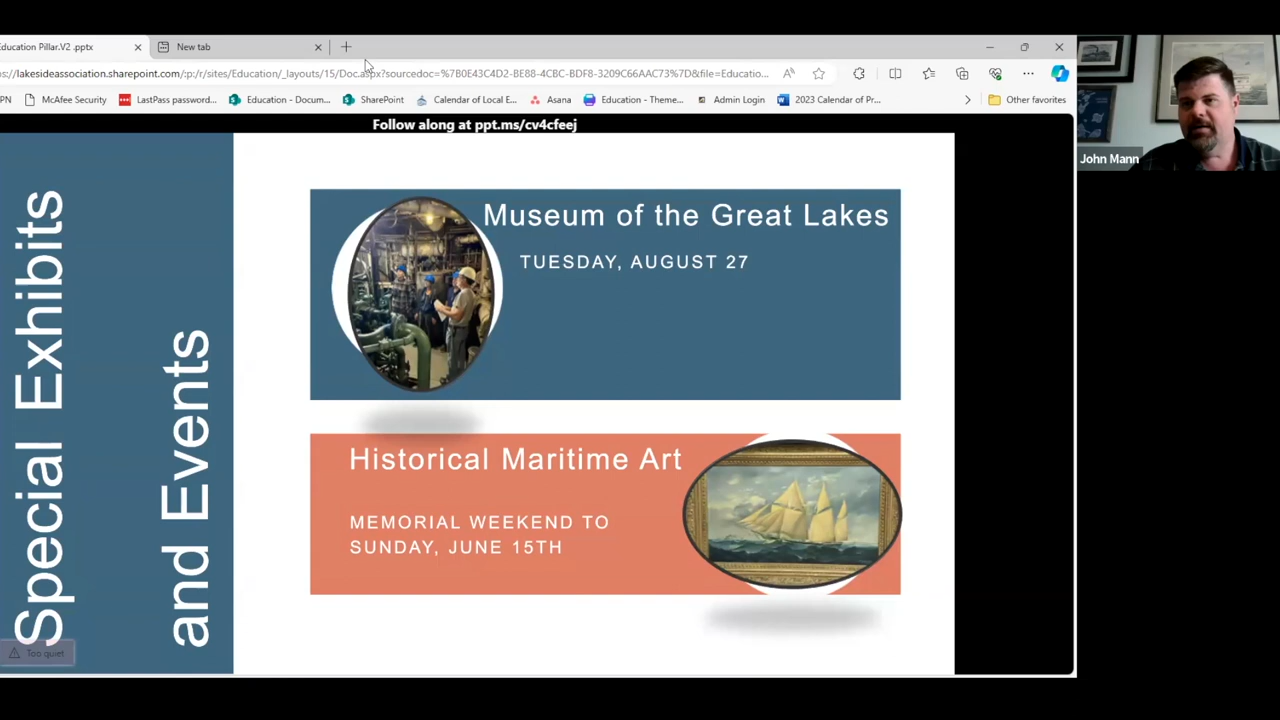 Education Pillar.V2 .pptx
New tab
s://lakesideassociation.sharepoint.com/:p:/r/sites/Education/_layouts/15/Doc.aspx?sourcedoc=%7B0E43C4D2-BE88-4CBC-BDF8-3209C66AAC73%7D&file=Educatio...
PN
McAfee Security
LastPass password...
Education - Docum...
SharePoint
Calendar of Local E...
Asana
Education - Theme...
Admin Login
2023 Calendar of Pr...
Other favorites
Follow along at ppt.ms/cv4cfeej
John Mann
Special Exhibits
and Events
Museum of the Great Lakes
TUESDAY, AUGUST 27
Historical Maritime Art
MEMORIAL WEEKEND TO
SUNDAY, JUNE 15TH
Too quiet